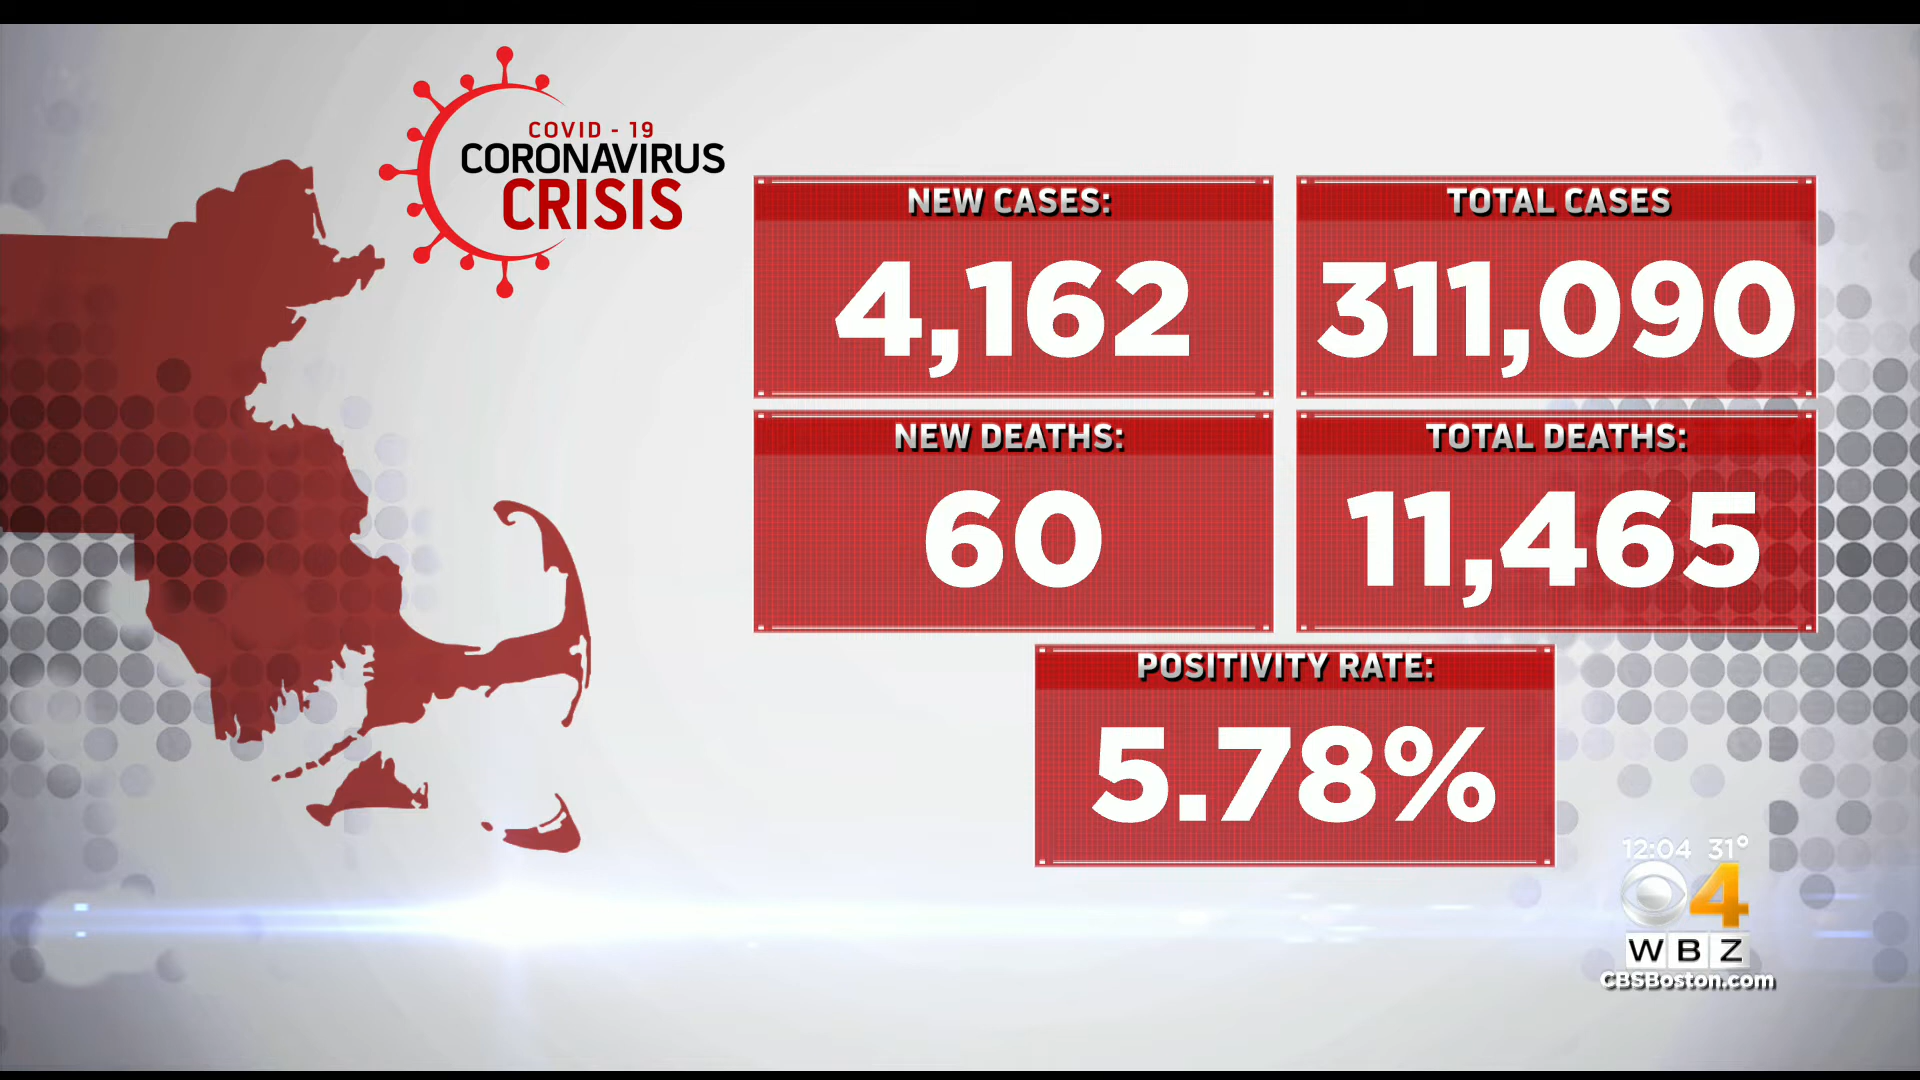 COVID - 19
CORONAVIRUS
CRISIS
NEW CASES:
4,162
TOTAL CASES
311,090
NEW DEATHS:
60
TOTAL DEATHS:
11,465
POSITIVITY RATE:
5.78%
12:04 31°
4
WBZ
CBSBoston.com